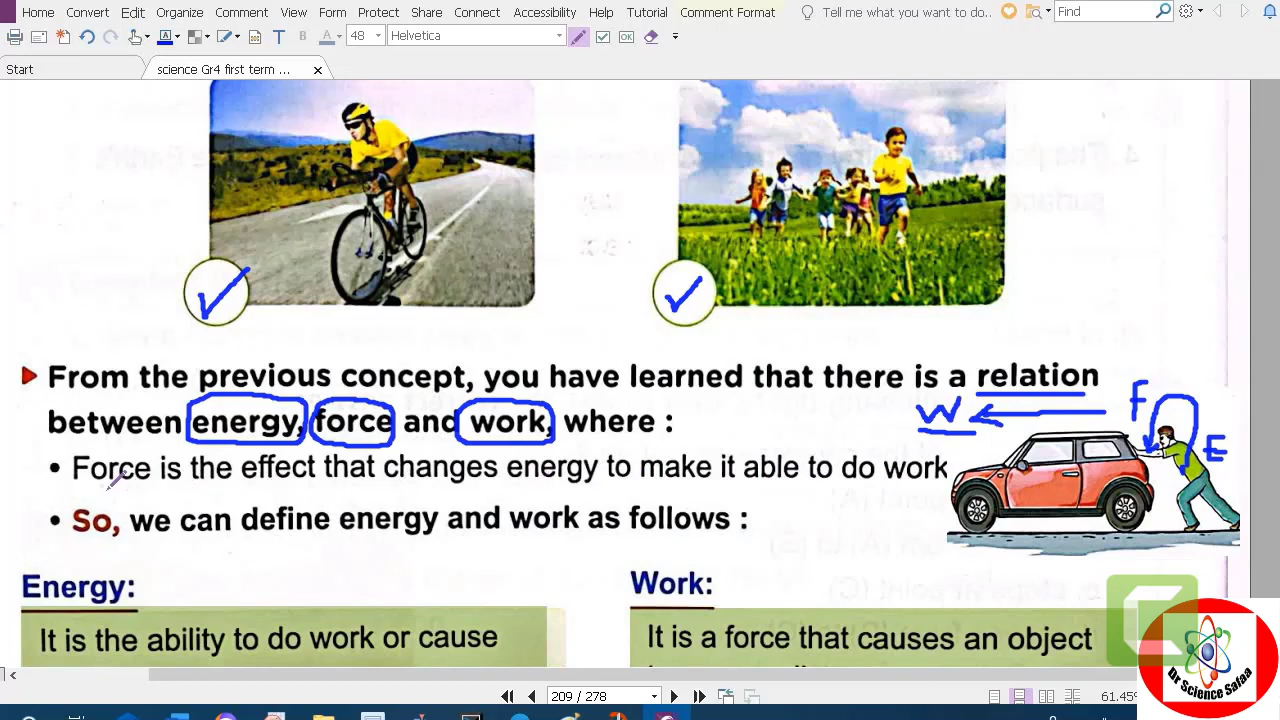 Home Convert Edit Organize Comment View Form Protect Share Connect Accessibility Help Tutorial Comment Format Tell me what you want to do.. Find
48 Helvetica
Start science Gr4 first term ...
From the previous concept, you have learned that there is a relation
between energy, force and work, where :
F
W
E
• Force is the effect that changes energy to make it able to do work
• So, we can define energy and work as follows :
Energy:
Work:
It is the ability to do work or cause
It is a force that causes an object
Dr Science Safaa
209 / 278
61.45%